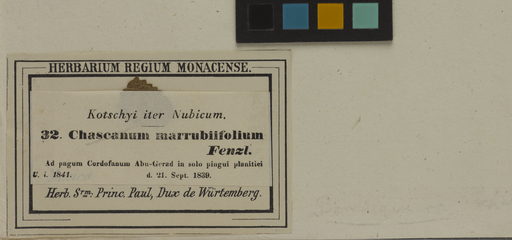 HERBARIUM REGIUM MONACENSE.
Kotschyi iter Nubicum.
32. Chascanum marrubiifolium
Fenzl.
Ad pagum Cordofanum Abu-Gerad in solo pingui planitiei
U. i. 1841. d. 21. Sept. 1839.
Herb. Srm: Princ. Paul, Dux de Würtemberg.